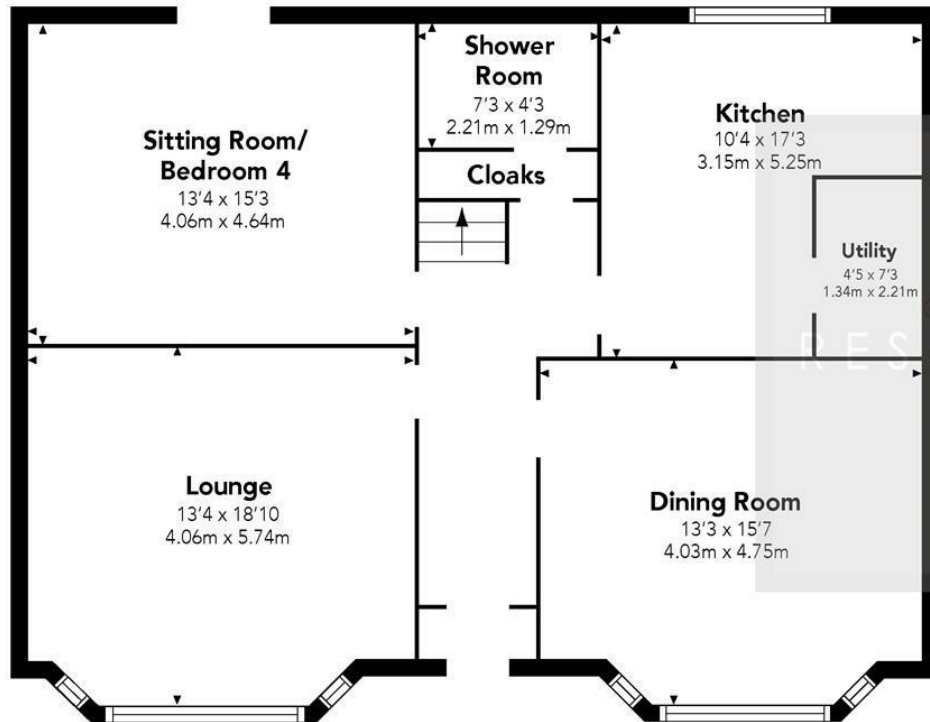 Shower
Room
7'3 x 4'3
2.21m x 1.29m
Kitchen
10'4 x 17'3
3.15m x 5.25m
Sitting Room/
Bedroom 4
13'4 x 15'3
4.06m x 4.64m
Cloaks
Utility
4'5 x 7'3
1.34m x 2.21m
RES
Lounge
13'4 x 18'10
4.06m x 5.74m
Dining Room
13'3 x 15'7
4.03m x 4.75m